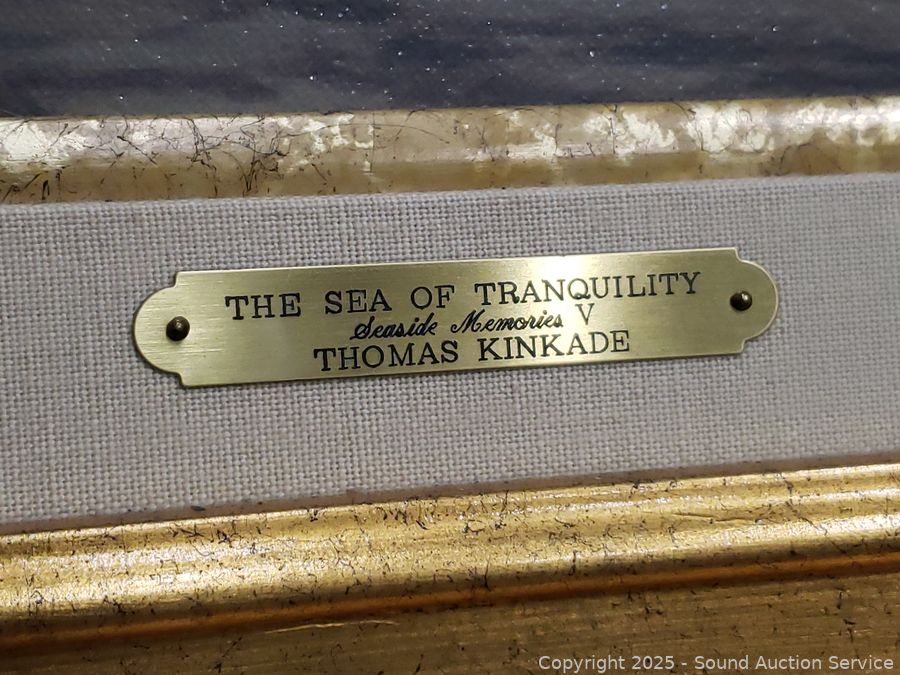 THE SEA OF TRANQUILITY
Seaside Memories V
THOMAS KINKADE
Copyright 2025 - Sound Auction Service